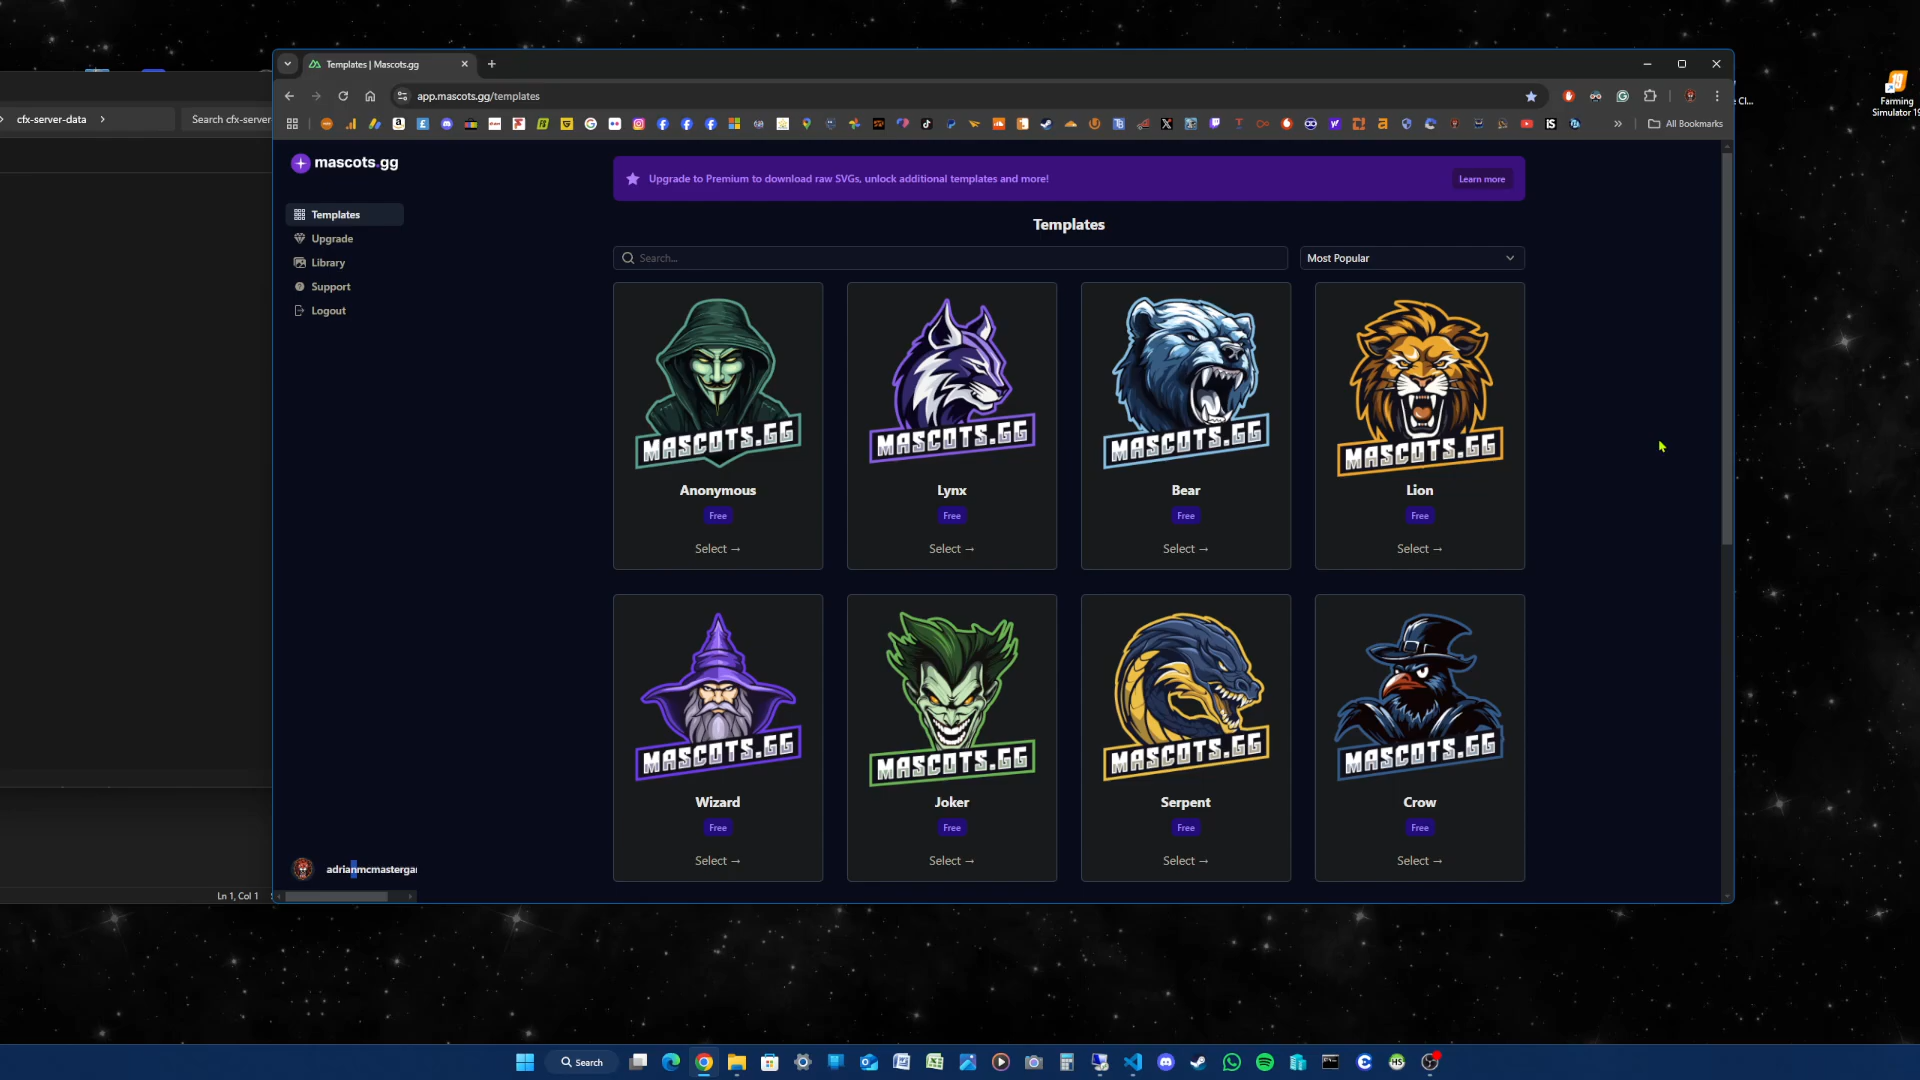 Templates | Mascots.gg
app.mascots.gg/templates
cfx-server-data
Search cfx-server
All Bookmarks
Cl...
Farming
Simulator 19
mascots.gg
Upgrade to Premium to download raw SVGs, unlock additional templates and more!
Learn more
Templates
Upgrade
Library
Support
Logout
Templates
Search...
Most Popular
MASCOTS.GG
MASCOTS.GG
MASCOTS.GG
MASCOTS.GG
Anonymous
Lynx
Bear
Lion
Free
Free
Free
Free
Select →
Select →
Select →
Select →
MASCOTS.GG
MASCOTS.GG
MASCOTS.GG
MASCOTS.GG
Wizard
Joker
Serpent
Crow
Free
Free
Free
Free
Select →
Select →
Select →
Select →
adrianmcmasterga
Ln 1, Col 1
Search